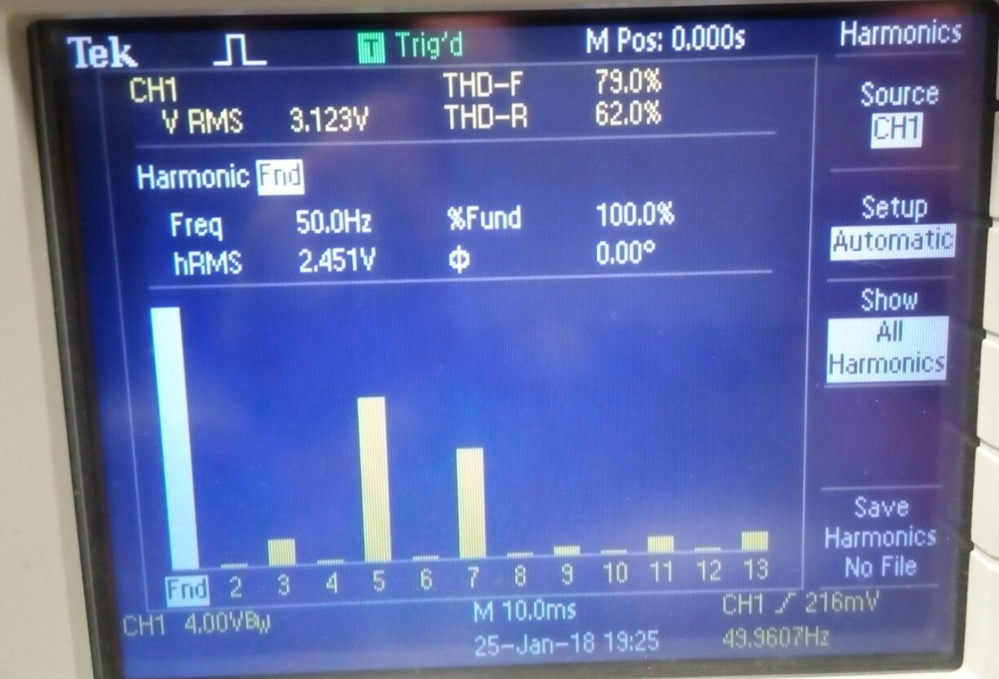 Tek T Trig'd M Pos: 0.000s Harmonics
CH1 THD-F 79.0%
V RMS 3.123V THD-R 62.0%
Source
CH1
Harmonic Fnd
Freq 50.0Hz %Fund 100.0%
hRMS 2.451V Φ 0.00°
Setup
Automatic
Show
All
Harmonics
Fnd 2 3 4 5 6 7 8 9 10 11 12 13
Save
Harmonics
No File
CH1 4.00VBW M 10.0ms CH1 216mV
25-Jan-18 19:25 49.9607Hz